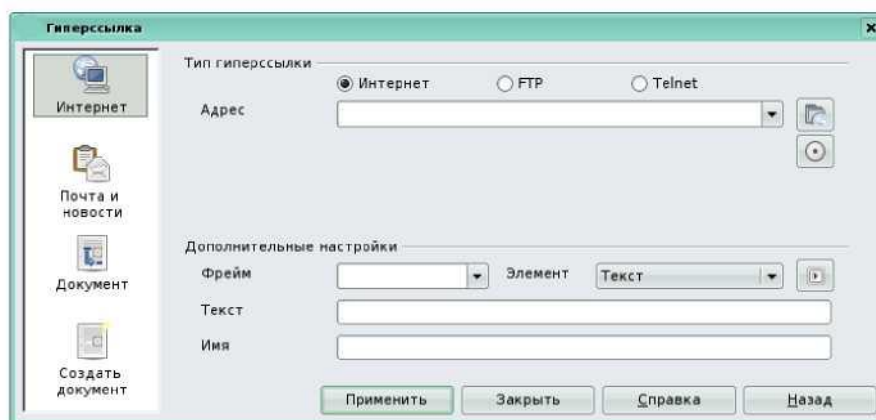 Гиперссылка
Интернет
Почта и
новости
Документ
Создать
документ
Тип гиперссылки
Интернет
FTP
Telnet
Адрес
Дополнительные настройки
Фрейм
Элемент
Текст
Текст
Имя
Применить
Закрыть
Справка
Назад